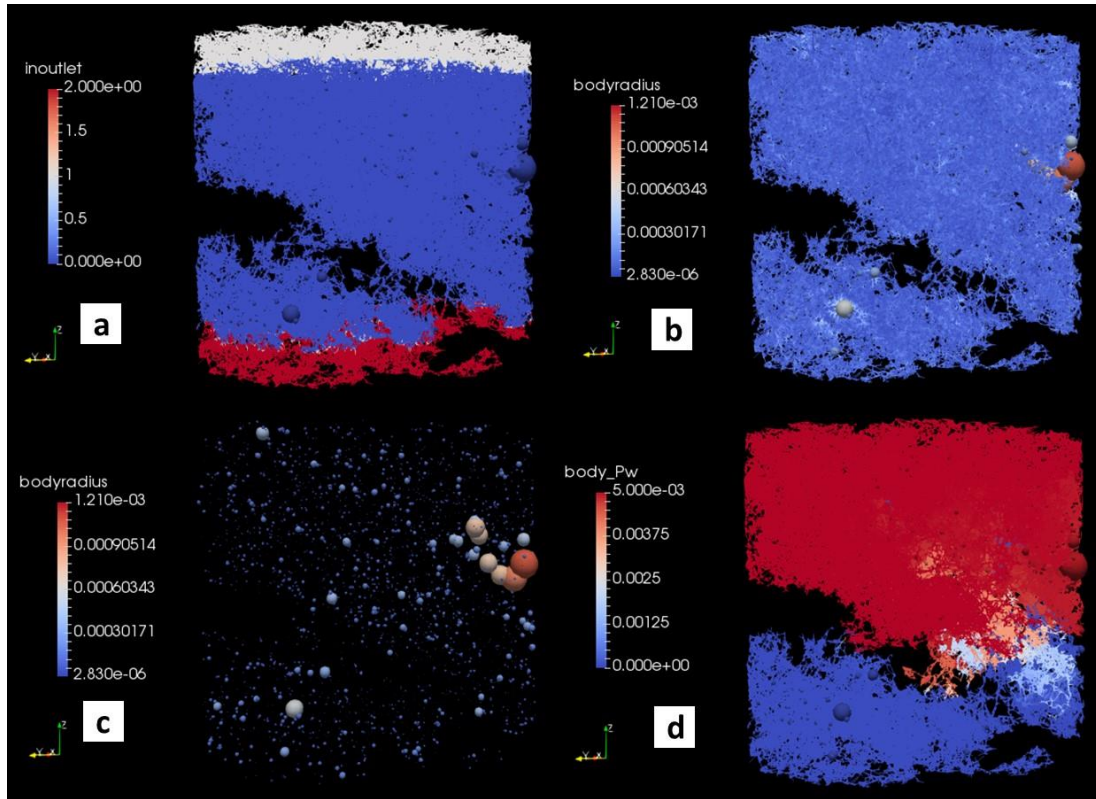 inoutlet
2.000e+00
1.5
1
0.5
0.000e+00
Z
Y X
a
bodyradius
1.210e-03
0.00090514
0.00060343
0.00030171
2.830e-06
Z
Y X
b
bodyradius
1.210e-03
0.00090514
0.00060343
0.00030171
2.830e-06
Z
Y X
c
body_Pw
5.000e-03
0.00375
0.0025
0.00125
0.000e+00
Z
Y X
d